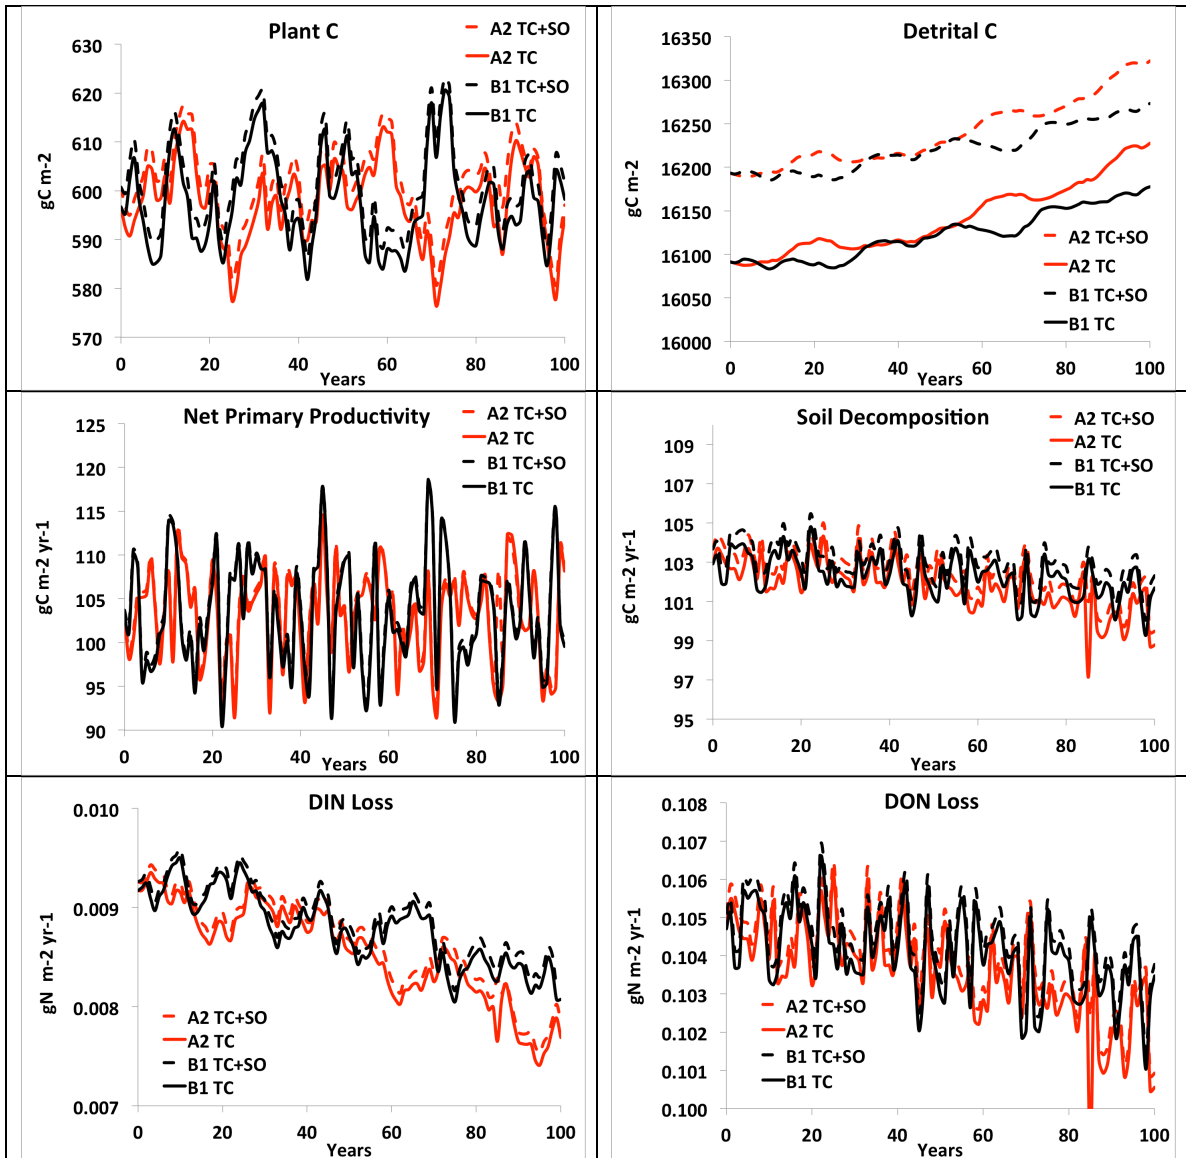 Plant C
A2 TC+SO
A2 TC
B1 TC+SO
B1 TC
630
620
610
600
590
580
570
gC m-2
0 20 40 60 80 100
Years
Detrital C
16350
16300
16250
16200
16150
16100
16050
16000
gC m-2
A2 TC+SO
A2 TC
B1 TC+SO
B1 TC
0 20 40 60 80 100
Years
Net Primary Productivity
A2 TC+SO
A2 TC
B1 TC+SO
B1 TC
125
120
115
110
105
100
95
90
gC m-2 yr-1
0 20 40 60 80 100
Years
Soil Decomposition
A2 TC+SO
A2 TC
B1 TC+SO
B1 TC
109
107
105
103
101
99
97
95
gC m-2 yr-1
0 20 40 60 80 100
Years
DIN Loss
0.010
0.009
0.008
0.007
gN m-2 yr-1
A2 TC+SO
A2 TC
B1 TC+SO
B1 TC
0 20 40 60 80 100
Years
DON Loss
0.108
0.107
0.106
0.105
0.104
0.103
0.102
0.101
0.100
gN m-2 yr-1
A2 TC+SO
A2 TC
B1 TC+SO
B1 TC
0 20 40 60 80 100
Years